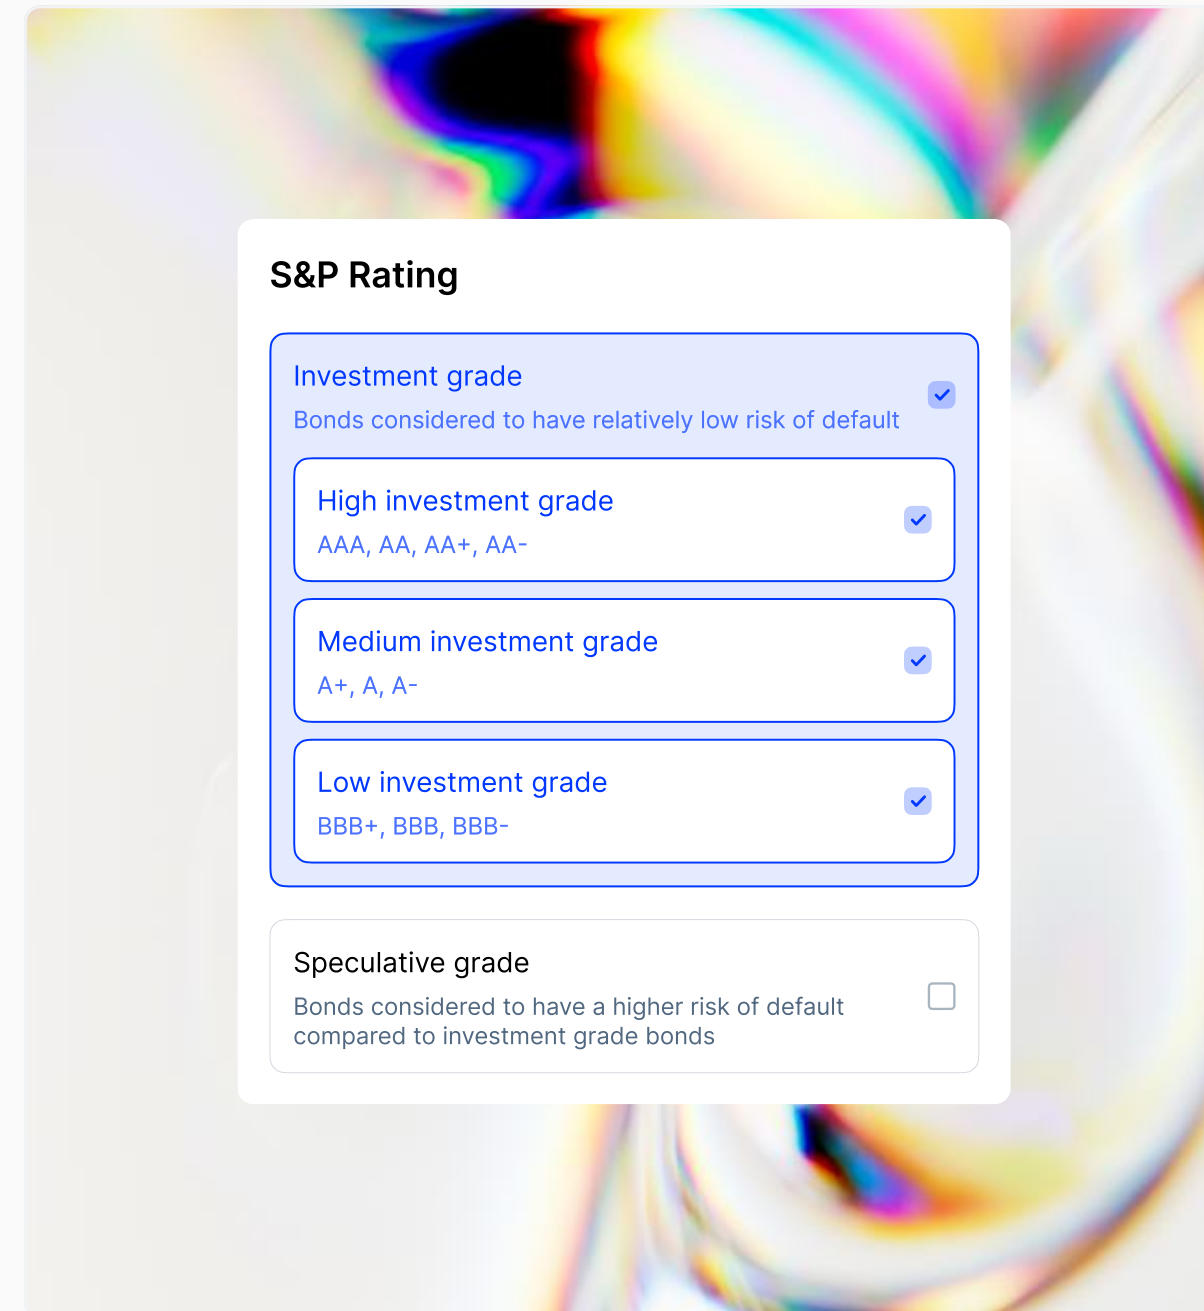 S&P Rating
Investment grade
Bonds considered to have relatively low risk of default
High investment grade
AAA, AA, AA+, AA-
Medium investment grade
A+, A, A-
Low investment grade
BBB+, BBB, BBB-
Speculative grade
Bonds considered to have a higher risk of default
compared to investment grade bonds